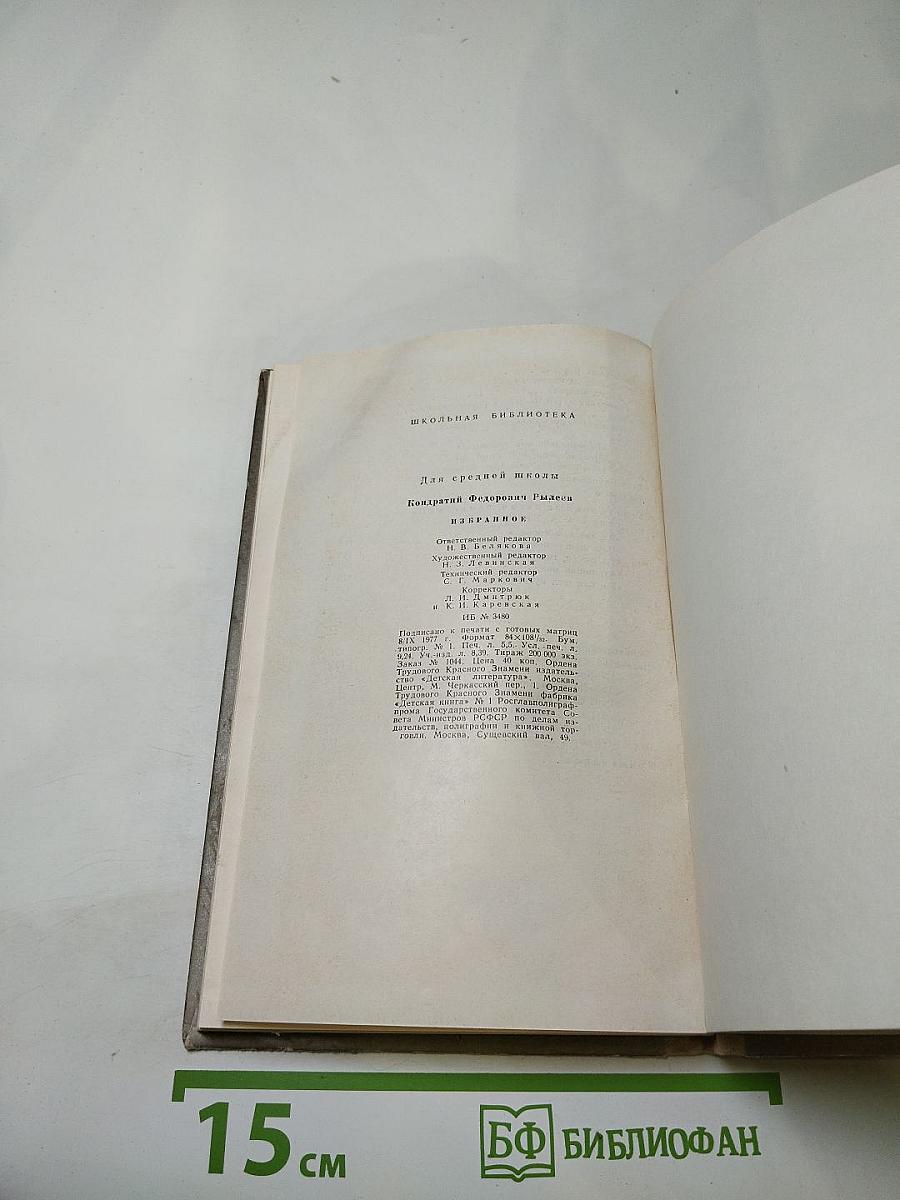 ШКОЛЬНАЯ БИБЛИОТЕКА
Для средней школы
Кондратий Федорович Рылеев
ИЗБРАННОЕ
Ответственный редактор
Н. В. Белякова
Художественный редактор
Н. З. Левинская
Технический редактор
С. Г. Маркович
Корректоры
Л. И. Дмитрюк
и К. И. Каревская
ИБ № 3480
Подписано к печати с готовых матриц
8/IX 1977 г. Формат 84×108¹/₃₂. Бум.
типогр. № 1. Печ. л. 5,5. Усл. печ. л.
9,24. Уч.-изд. л. 8,39. Тираж 200 000 экз.
Заказ № 1044. Цена 40 коп. Ордена
Трудового Красного Знамени издатель-
ство «Детская литература». Москва,
Центр, М. Черкасский пер., 1. Ордена
Трудового Красного Знамени фабрика
«Детская книга» № 1 Росглавполиграф-
прома Государственного комитета Со-
вета Министров РСФСР по делам из-
дательств, полиграфии и книжной тор-
говли. Москва, Сущевский вал, 49.
15 см
БФ БИБЛИОФАН